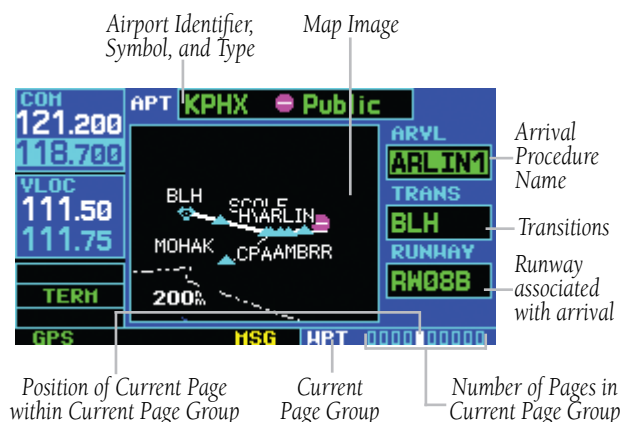 Airport Identifier,
Symbol, and Type
Map Image
COM
121.200
118.700
VLOC
111.50
111.75
TERM
GPS
APT KPHX Public
BLH
ARLIN
MOHAK
AMBRR
200
MSG
WPT
ARVL
ARLIN1
TRANS
BLH
RUNWAY
RW08B
Arrival
Procedure
Name
Transitions
Runway
associated
with arrival
Position of Current Page
within Current Page Group
Current
Page Group
Number of Pages in
Current Page Group